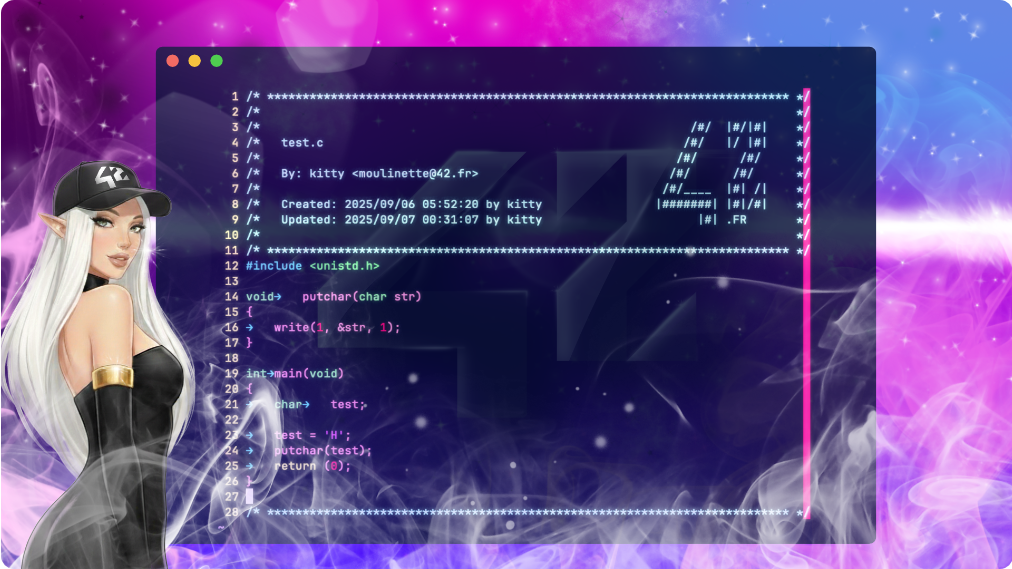 42
1 /* ************************************************************************** */
2 /*                                                                            */
3 /*                                                             /#/  |#/|#|    */
4 /*   test.c                                                   /#/   |/ |#|    */
5 /*                                                           /#/      /#/     */
6 /*   By: kitty <moulinette@42.fr>                           /#/      /#/      */
7 /*                                                         /#/____  |#| /|    */
8 /*   Created: 2025/09/06 05:52:20 by kitty                |#######| |#|/#|    */
9 /*   Updated: 2025/09/07 00:31:07 by kitty                      |#| .FR       */
10 /*                                                                            */
11 /* ************************************************************************** */
12 #include <unistd.h>
13
14 void→   putchar(char str)
15 {
16 →   write(1, &str, 1);
17 }
18
19 int→main(void)
20 {
21 →   char→   test;
22
23 →   test = 'H';
24 →   putchar(test);
25 →   return (0);
26 }
27
28 /* ************************************************************************** */
~